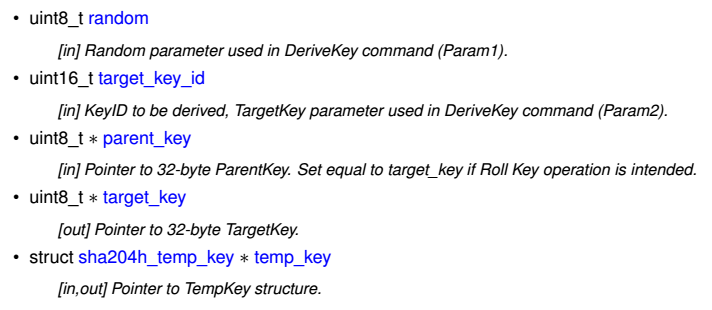 • uint8_t random
[in] Random parameter used in DeriveKey command (Param1).
• uint16_t target_key_id
[in] KeyID to be derived, TargetKey parameter used in DeriveKey command (Param2).
• uint8_t ∗ parent_key
[in] Pointer to 32-byte ParentKey. Set equal to target_key if Roll Key operation is intended.
• uint8_t ∗ target_key
[out] Pointer to 32-byte TargetKey.
• struct sha204h_temp_key ∗ temp_key
[in,out] Pointer to TempKey structure.